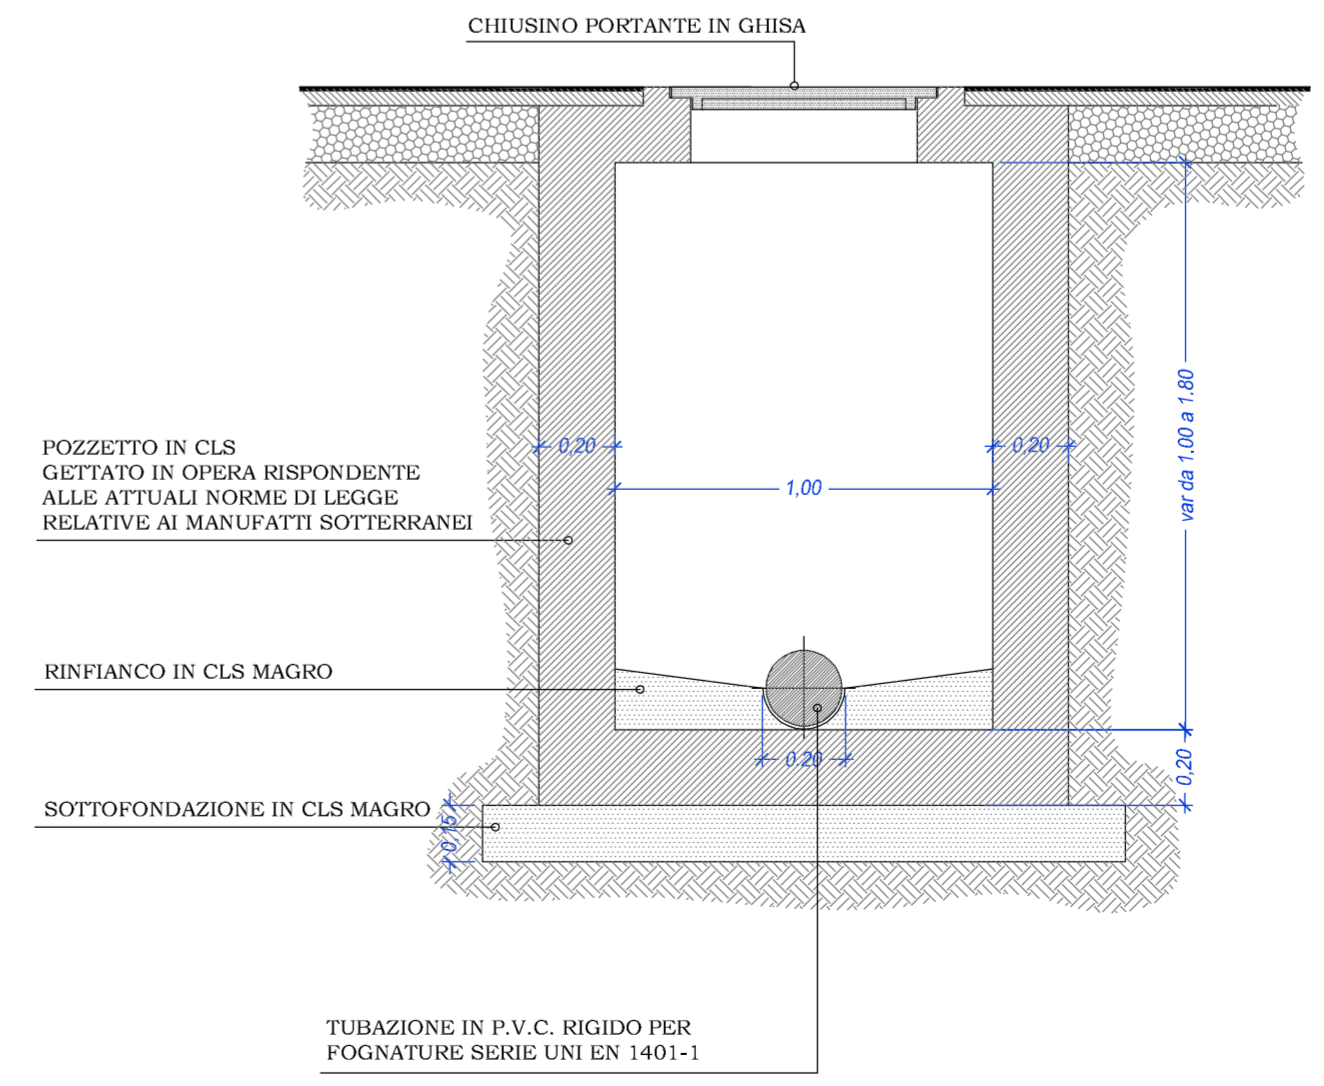 CHIUSINO PORTANTE IN GHISA
POZZETTO IN CLS
GETTATO IN OPERA RISPONDENTE
ALLE ATTUALI NORME DI LEGGE
RELATIVE AI MANUFATTI SOTTERRANEI
0,20
0,20
1,00
var da 1.00 a 1.80
RINFIANCO IN CLS MAGRO
0.20
0,20
SOTTOFONDAZIONE IN CLS MAGRO
0,15
TUBAZIONE IN P.V.C. RIGIDO PER
FOGNATURE SERIE UNI EN 1401-1